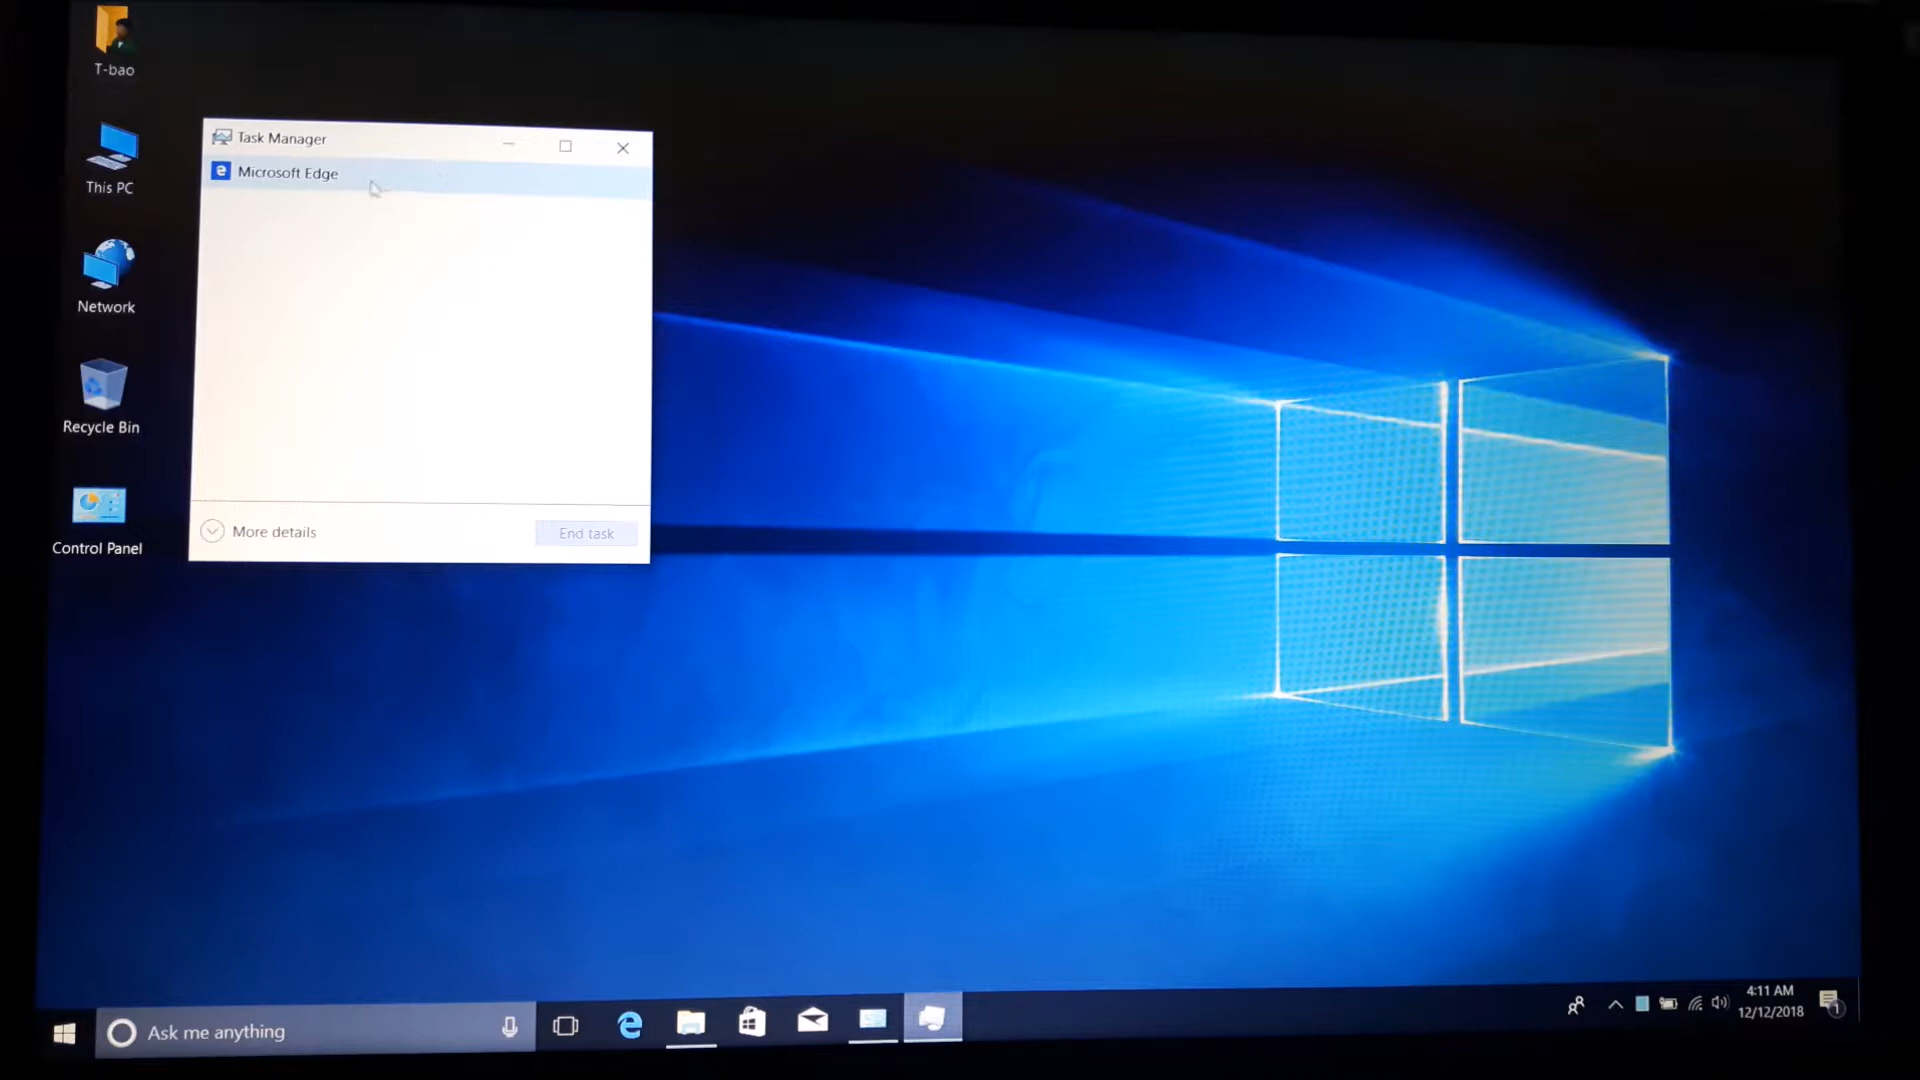 T-bao
This PC
Network
Recycle Bin
Control Panel
Task Manager
Microsoft Edge
More details
End task
Ask me anything
4:11 AM
12/12/2018
1